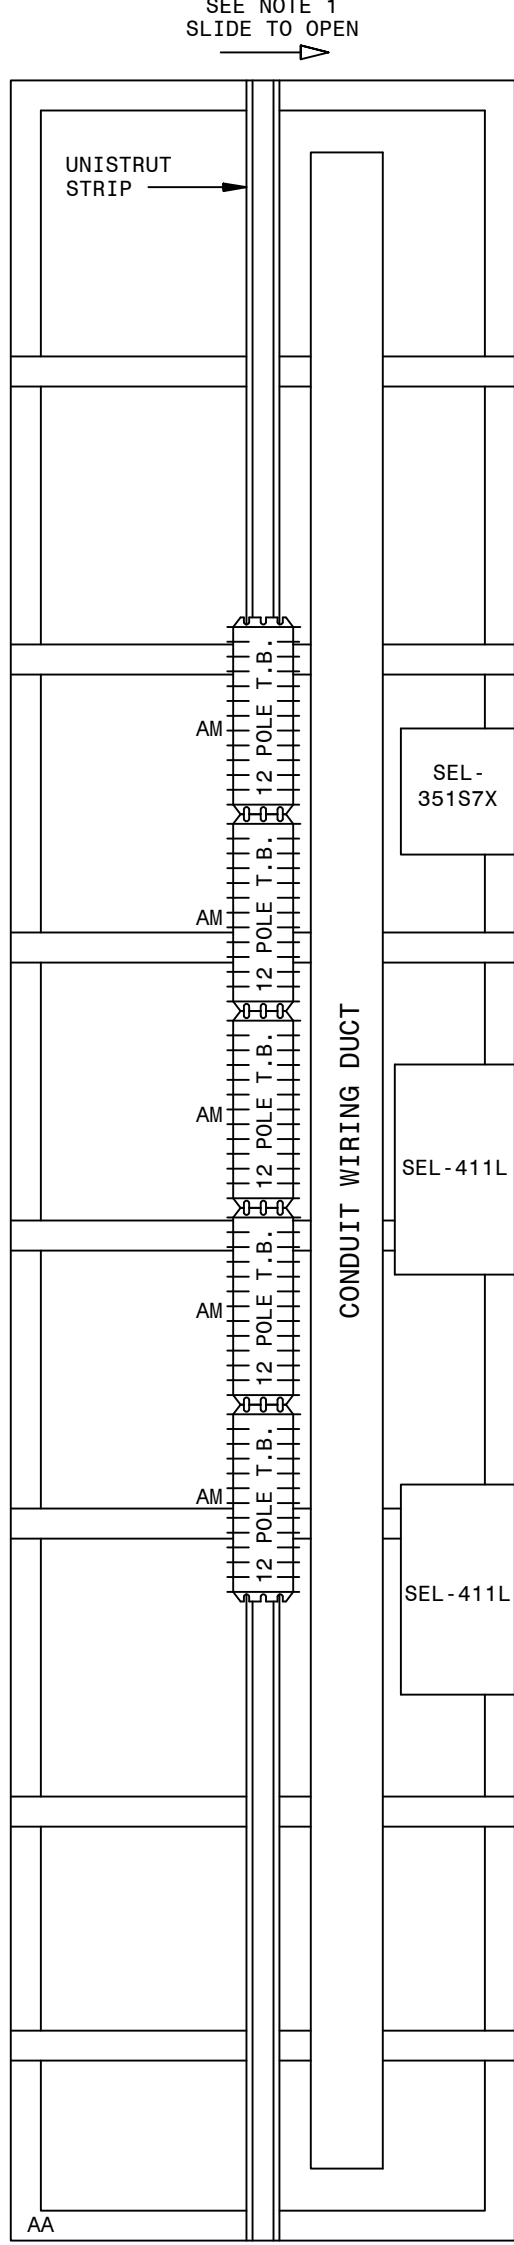 SEE NOTE 1
SLIDE TO OPEN
UNISTRUT
STRIP
12 POLE T.B.
AM
SEL-
351S7X
12 POLE T.B.
AM
12 POLE T.B.
AM
CONDUIT WIRING DUCT
SEL-411L
12 POLE T.B.
AM
12 POLE T.B.
AM
SEL-411L
AA